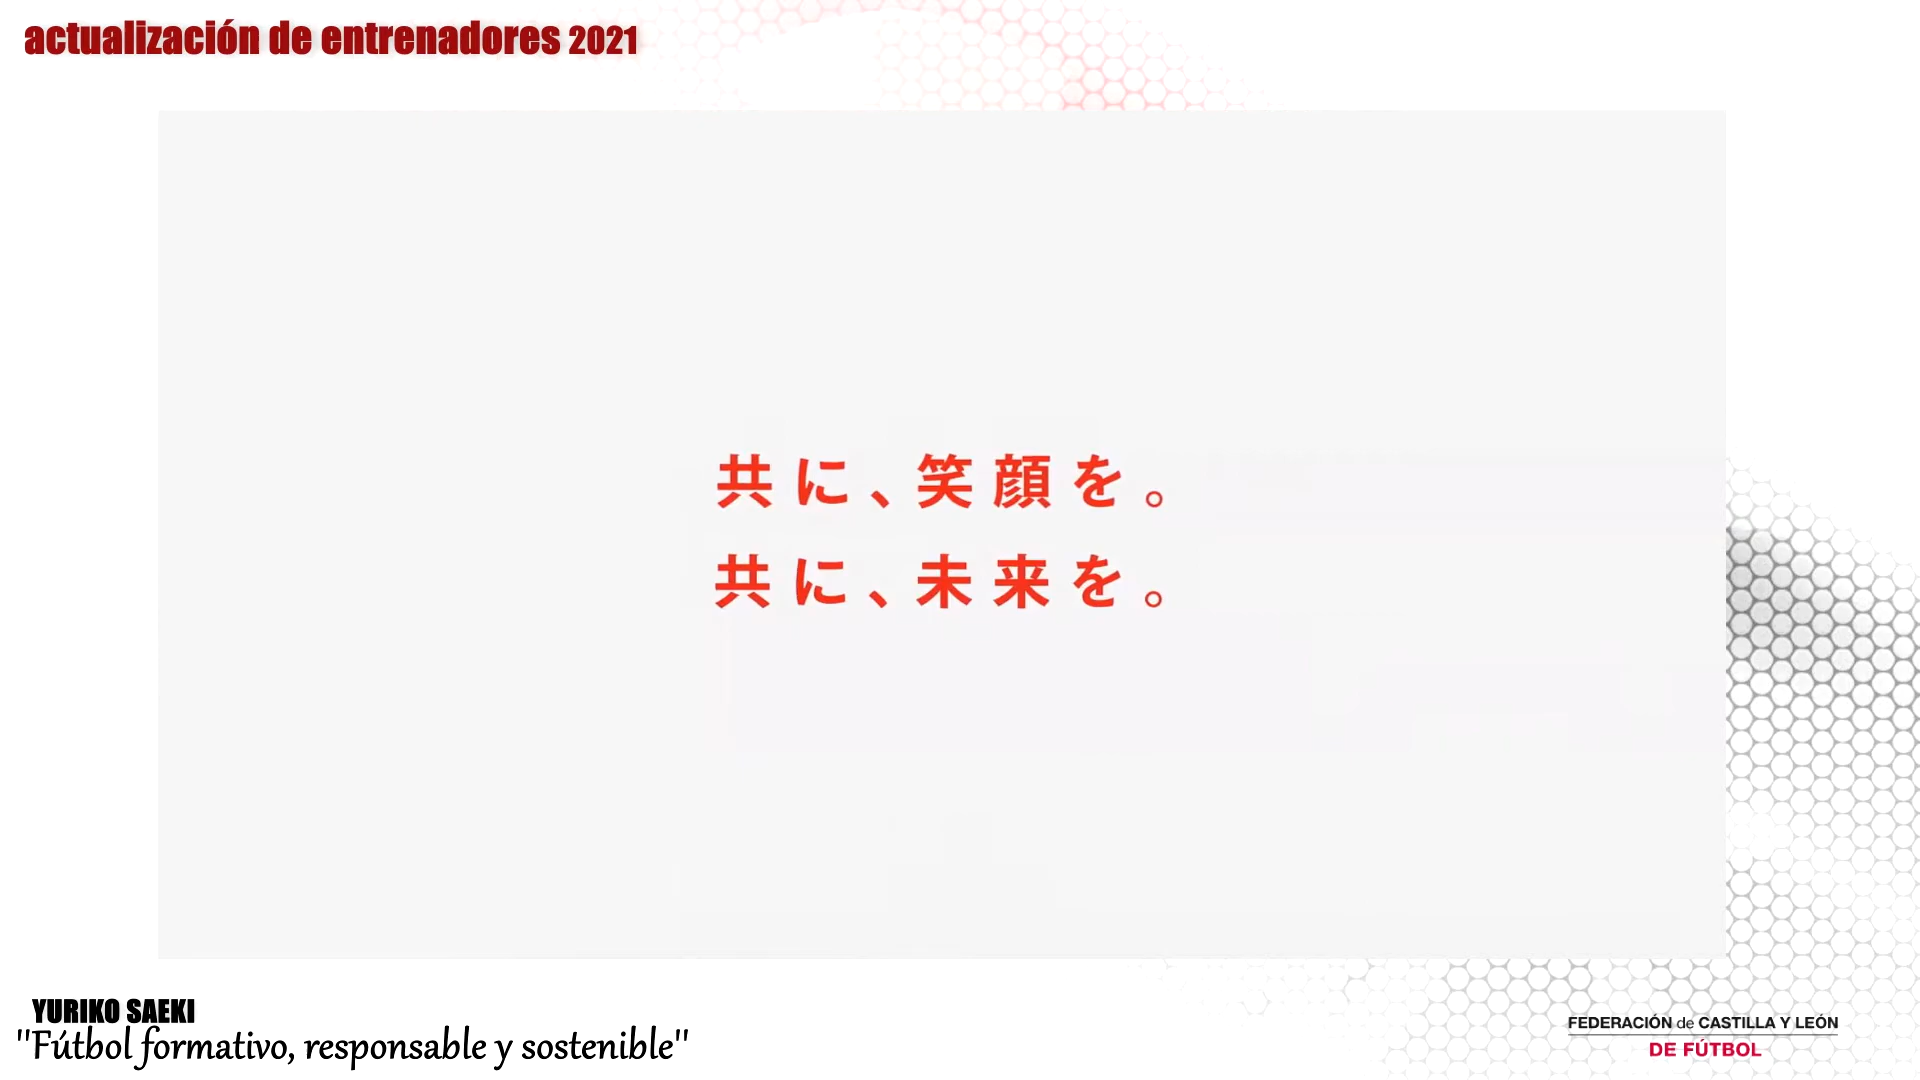 actualización de entrenadores 2021
共に、笑顔を。
共に、未来を。
YURIKO SAEKI
"Fútbol formativo, responsable y sostenible"
FEDERACIÓN de CASTILLA Y LEÓN
DE FÚTBOL